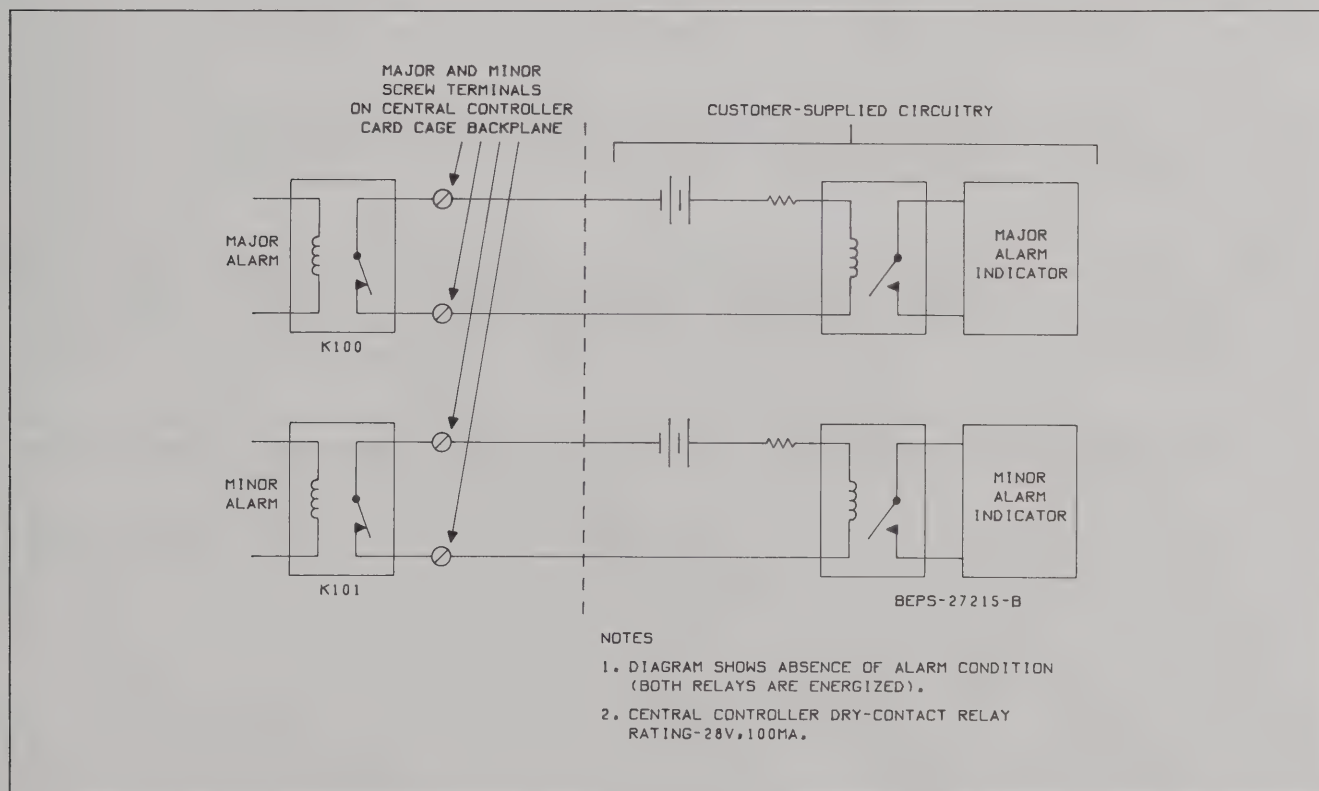 MAJOR AND MINOR
SCREW TERMINALS
ON CENTRAL CONTROLLER
CARD CAGE BACKPLANE
CUSTOMER-SUPPLIED CIRCUITRY
MAJOR
ALARM
K100
MAJOR
ALARM
INDICATOR
MINOR
ALARM
K101
MINOR
ALARM
INDICATOR
BEPS-27215-B
NOTES
1. DIAGRAM SHOWS ABSENCE OF ALARM CONDITION
(BOTH RELAYS ARE ENERGIZED).
2. CENTRAL CONTROLLER DRY-CONTACT RELAY
RATING-28V,100MA.